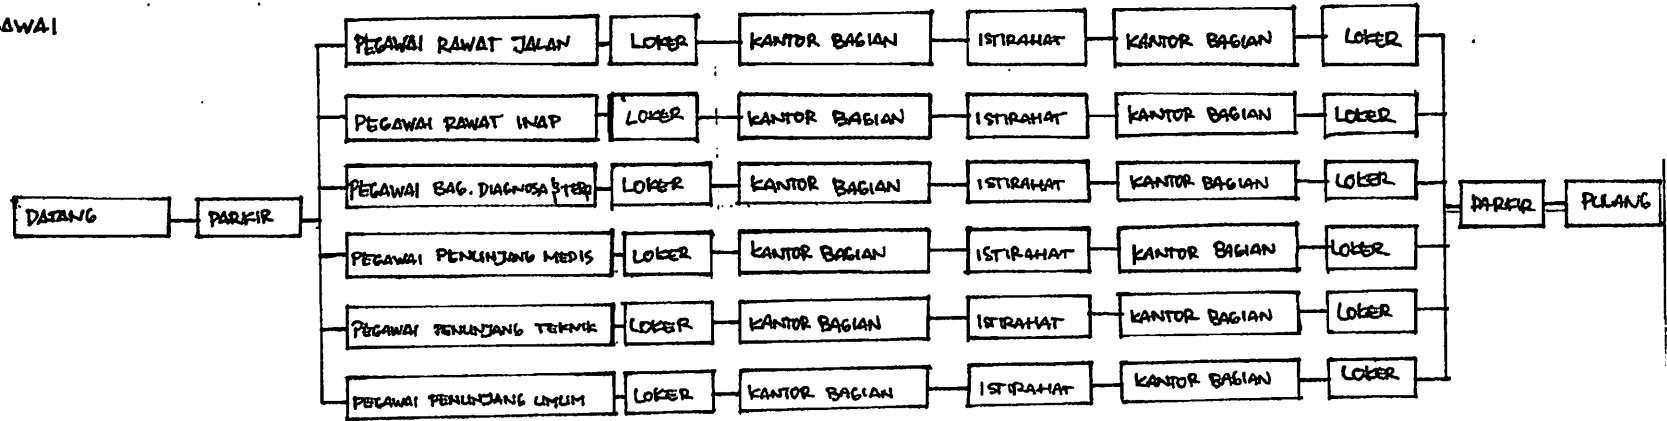 PEGAWAI RAWAT JALAN LOKER KANTOR BAGIAN ISTIRAHAT KANTOR BAGIAN LOKER
PEGAWAI RAWAT INAP LOKER KANTOR BAGIAN ISTIRAHAT KANTOR BAGIAN LOKER
PEGAWAI BAG. DIAGNOSA & TERP LOKER KANTOR BAGIAN ISTIRAHAT KANTOR BAGIAN LOKER
DATANG PARKIR PARKIR PULANG
PEGAWAI PENUNJANG MEDIS LOKER KANTOR BAGIAN ISTIRAHAT KANTOR BAGIAN LOKER
PEGAWAI PENUNJANG TEKNIK LOKER KANTOR BAGIAN ISTIRAHAT KANTOR BAGIAN LOKER
PEGAWAI PENUNJANG UMUM LOKER KANTOR BAGIAN ISTIRAHAT KANTOR BAGIAN LOKER